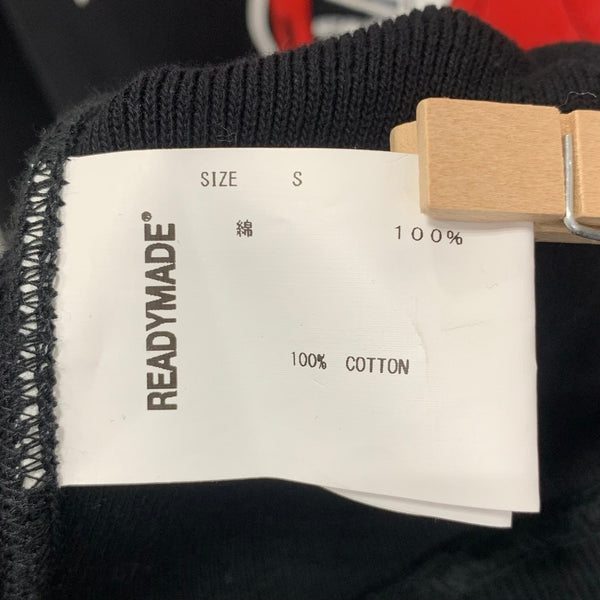 SIZE S
綿 100%
100% COTTON
READYMADE®